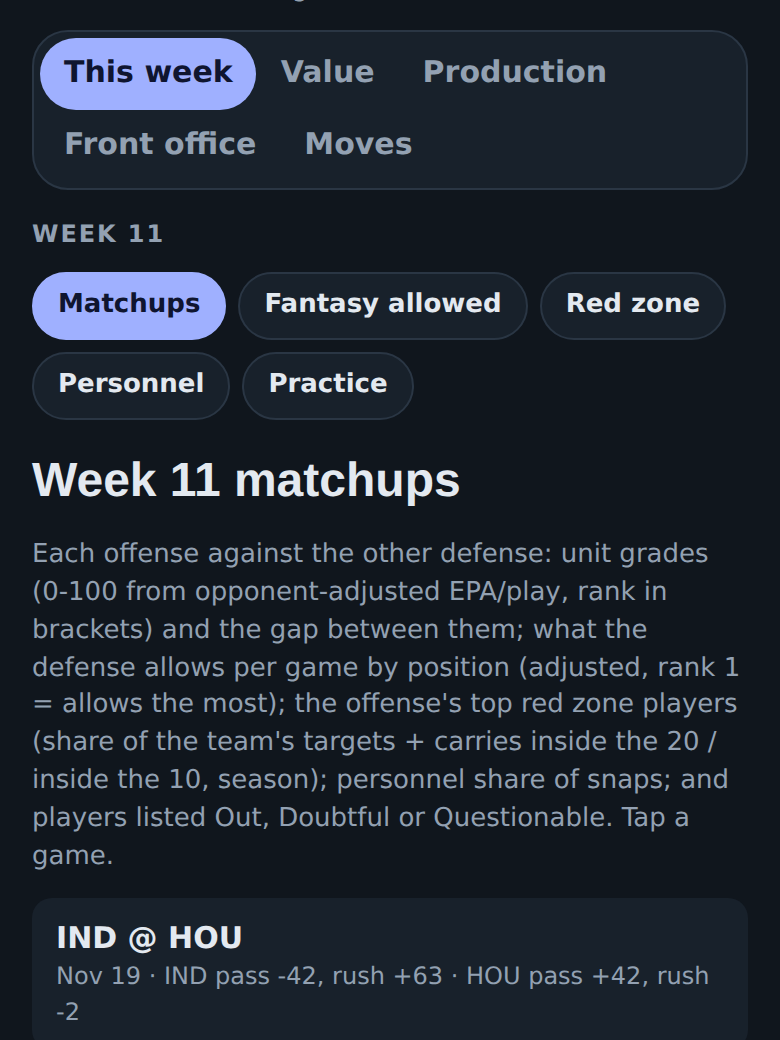 This week Value Production
Front office Moves
WEEK 11
Matchups Fantasy allowed Red zone
Personnel Practice
Week 11 matchups
Each offense against the other defense: unit grades
(0-100 from opponent-adjusted EPA/play, rank in
brackets) and the gap between them; what the
defense allows per game by position (adjusted, rank 1
= allows the most); the offense's top red zone players
(share of the team's targets + carries inside the 20 /
inside the 10, season); personnel share of snaps; and
players listed Out, Doubtful or Questionable. Tap a
game.
IND @ HOU
Nov 19 · IND pass -42, rush +63 · HOU pass +42, rush
-2